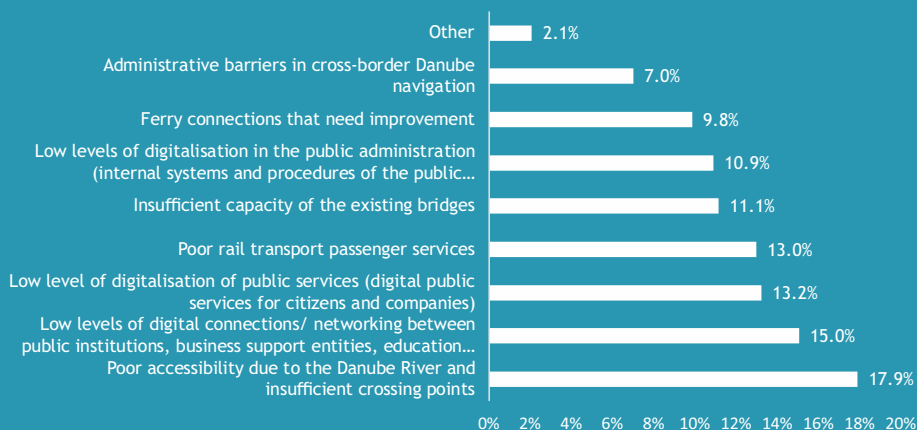 Other
2.1%
Administrative barriers in cross-border Danube
navigation
7.0%
Ferry connections that need improvement
9.8%
Low levels of digitalisation in the public administration
(internal systems and procedures of the public…
10.9%
Insufficient capacity of the existing bridges
11.1%
Poor rail transport passenger services
13.0%
Low level of digitalisation of public services (digital public
services for citizens and companies)
13.2%
Low levels of digital connections/ networking between
public institutions, business support entities, education…
15.0%
Poor accessibility due to the Danube River and
insufficient crossing points
17.9%
0% 2% 4% 6% 8% 10% 12% 14% 16% 18% 20%